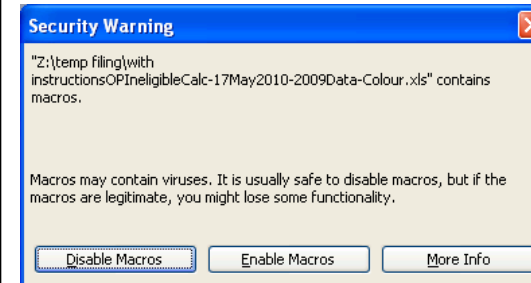 Security Warning
"Z:\temp filing\with
instructionsOPIneligibleCalc-17May2010-2009Data-Colour.xls" contains
macros.
Macros may contain viruses. It is usually safe to disable macros, but if the
macros are legitimate, you might lose some functionality.
Disable Macros Enable Macros More Info